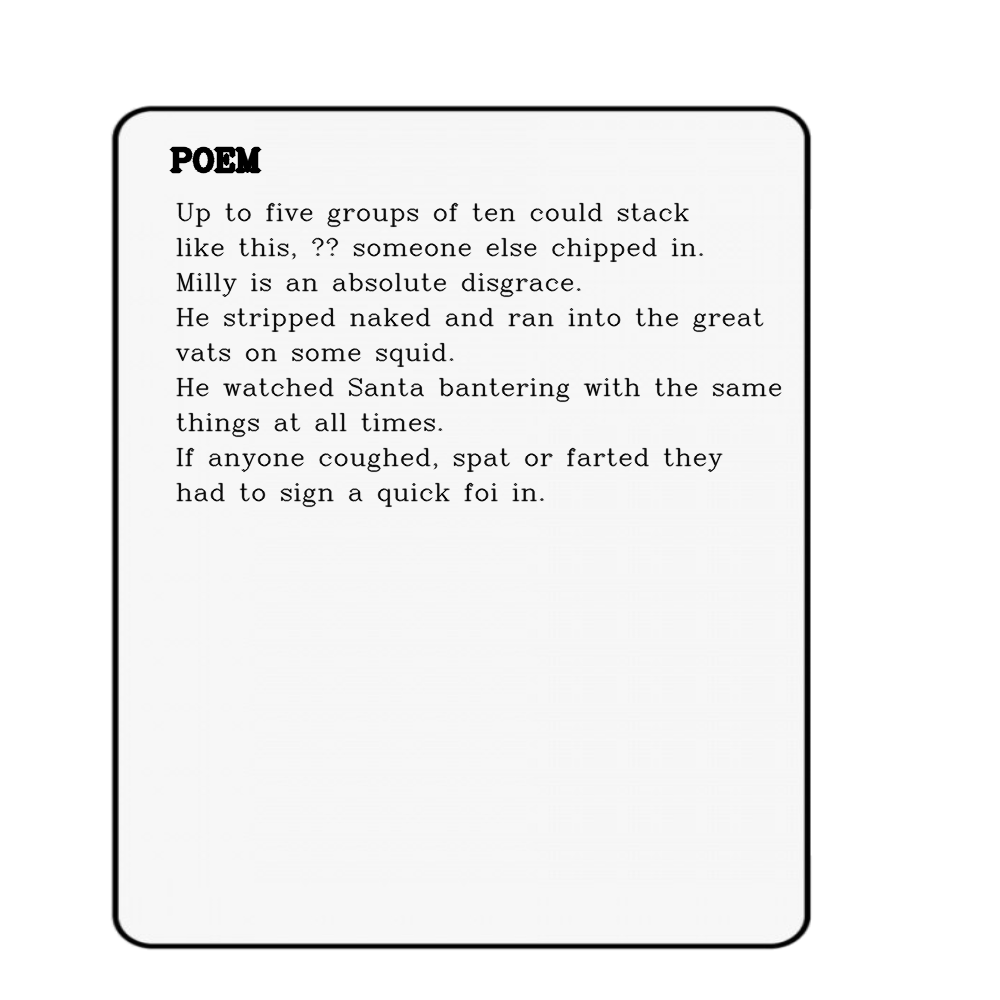 POEM
Up to five groups of ten could stack
like this, ?? someone else chipped in.
Milly is an absolute disgrace.
He stripped naked and ran into the great
vats on some squid.
He watched Santa bantering with the same
things at all times.
If anyone coughed, spat or farted they
had to sign a quick foi in.